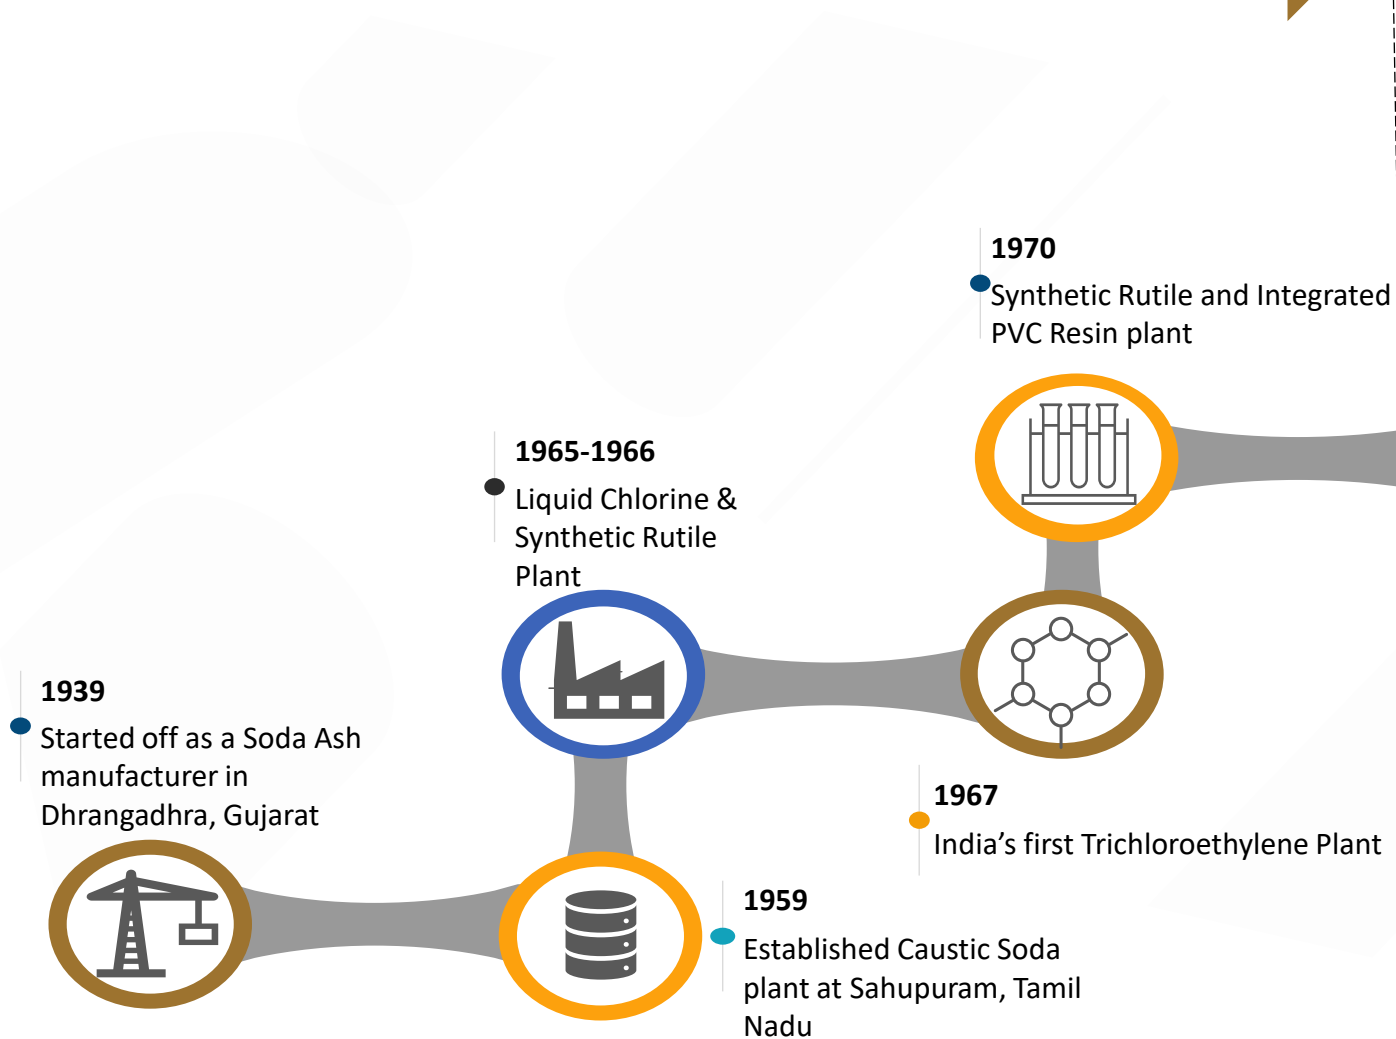 1970
Synthetic Rutile and Integrated
PVC Resin plant
1965-1966
Liquid Chlorine &
Synthetic Rutile
Plant
1939
Started off as a Soda Ash
manufacturer in
Dhrangadhra, Gujarat
1967
India’s first Trichloroethylene Plant
1959
Established Caustic Soda
plant at Sahupuram, Tamil
Nadu